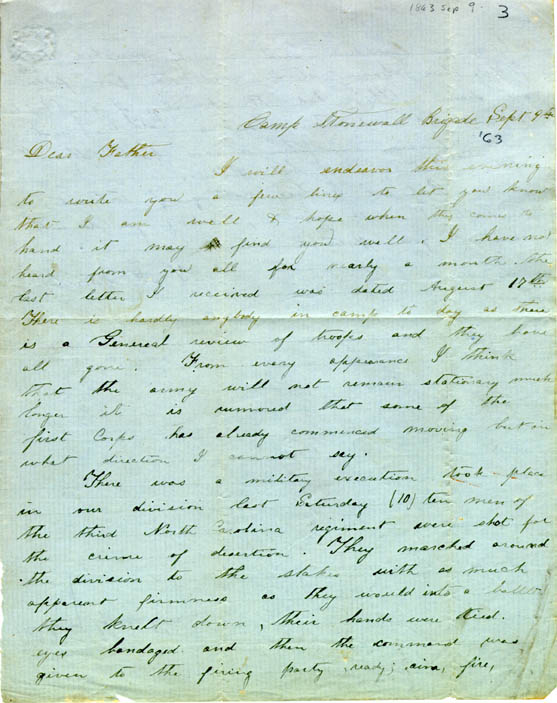 1863 Sep 9 3
Camp Stonewall Brigade Sept 9th
'63
Dear Father
I will endeavor this evening
to write you a few lines to let you know
that I am well & hope when this comes to
hand it may find you well. I have not
heard from you all for nearly a month the
last letter I received was dated August 17th
There is hardly anybody in camp to day as there
is a General review of troops and they have
all gone. From every appearance I think
that the army will not remain stationary much
longer it is rumored that some of the
first Corps has already commenced moving but in
what direction I cannot say.
There was a military execution took place
in our division last Saturday (10) ten men of
the third North Carolina regiment were shot for
the crime of desertion. They marched around
the division to the stakes with as much
apparent firmness as they would into a
they knelt down, their hands were tied.
eyes bandaged and then the command was
given to the firing party, ready; aim, fire,